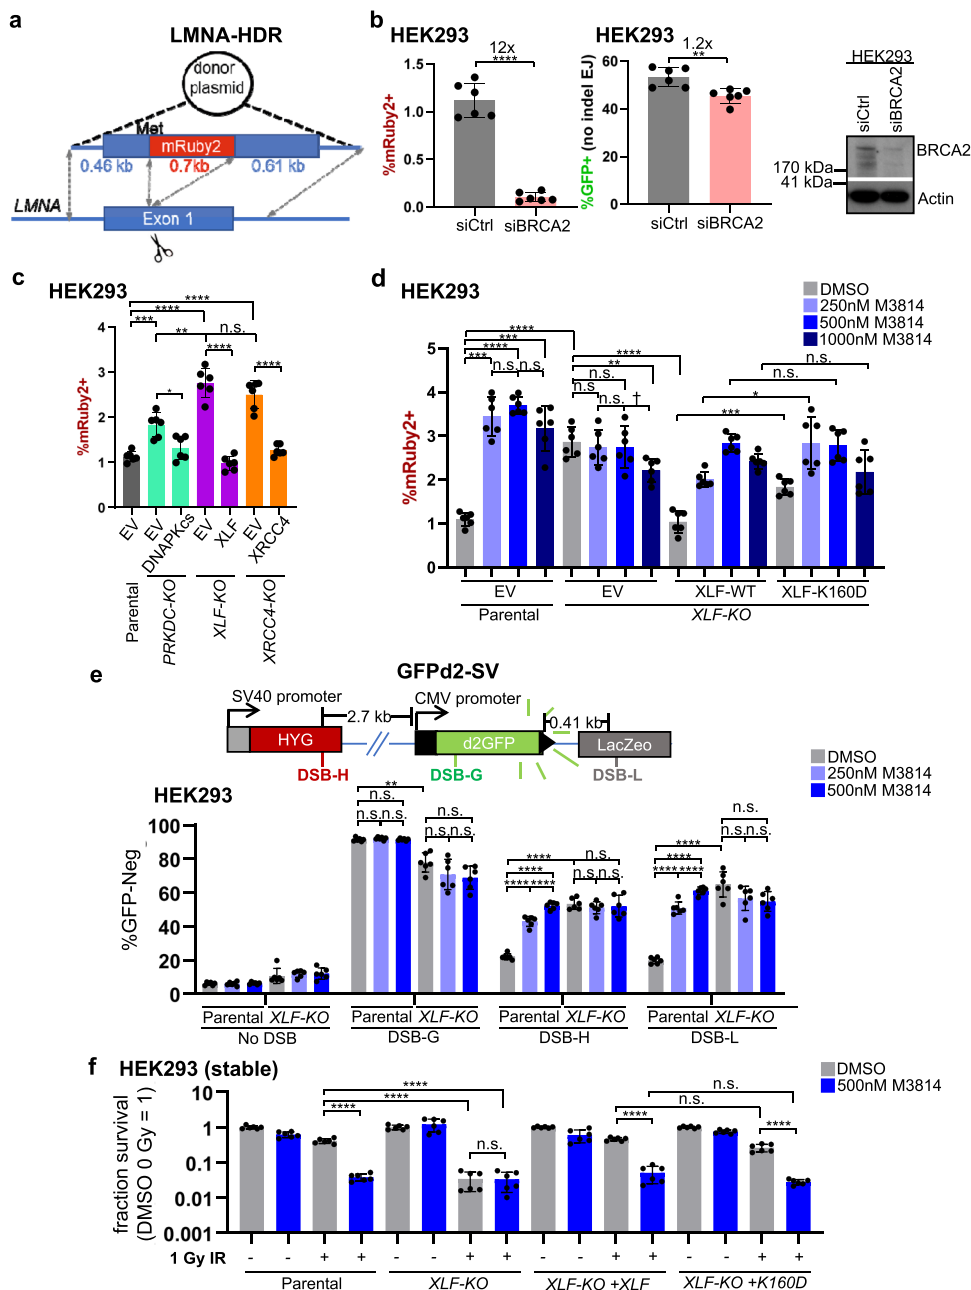 a
LMNA-HDR
donor
plasmid
Met
mRuby2
0.46 kb
0.7kb
0.61 kb
LMNA
Exon 1
b
HEK293
12x
****
%mRuby2+
1.5
1.0
0.5
0.0
siCtrl
siBRCA2
HEK293
1.2x
**
%GFP+ (no indel EJ)
60
40
20
0
siCtrl
siBRCA2
HEK293
siCtrl
siBRCA2
BRCA2
170 kDa
41 kDa
Actin
c
HEK293
****
****
n.s.
***
**
****
****
*
%mRuby2+
4
3
2
1
0
EV
EV
DNAPKcs
EV
XLF
EV
XRCC4
Parental
PRKDC-KO
XLF-KO
XRCC4-KO
d
HEK293
DMSO
250nM M3814
500nM M3814
1000nM M3814
****
***
****
***
n.s.
n.s.
****
**
n.s.
n.s
n.s.
†
n.s.
n.s.
*
***
%mRuby2+
5
4
3
2
1
0
EV
EV
XLF-WT
XLF-K160D
Parental
XLF-KO
e
GFPd2-SV
SV40 promoter
CMV promoter
2.7 kb
0.41 kb
HYG
d2GFP
LacZeo
DSB-H
DSB-G
DSB-L
DMSO
250nM M3814
500nM M3814
HEK293
**
n.s.
n.s.
n.s.
n.s.
n.s.
n.s.
****
****
****
****
n.s.
n.s.
n.s.
****
****
****
****
n.s.
n.s.
n.s.
%GFP-Neg
100
80
60
40
20
0
Parental
XLF-KO
Parental
XLF-KO
Parental
XLF-KO
Parental
XLF-KO
No DSB
DSB-G
DSB-H
DSB-L
f
HEK293 (stable)
DMSO
500nM M3814
****
****
****
n.s.
n.s.
n.s.
****
****
fraction survival
(DMSO 0 Gy = 1)
10
1
0.1
0.01
0.001
1 Gy IR
- - + + - - + + - - + + - - + +
Parental
XLF-KO
XLF-KO +XLF
XLF-KO +K160D